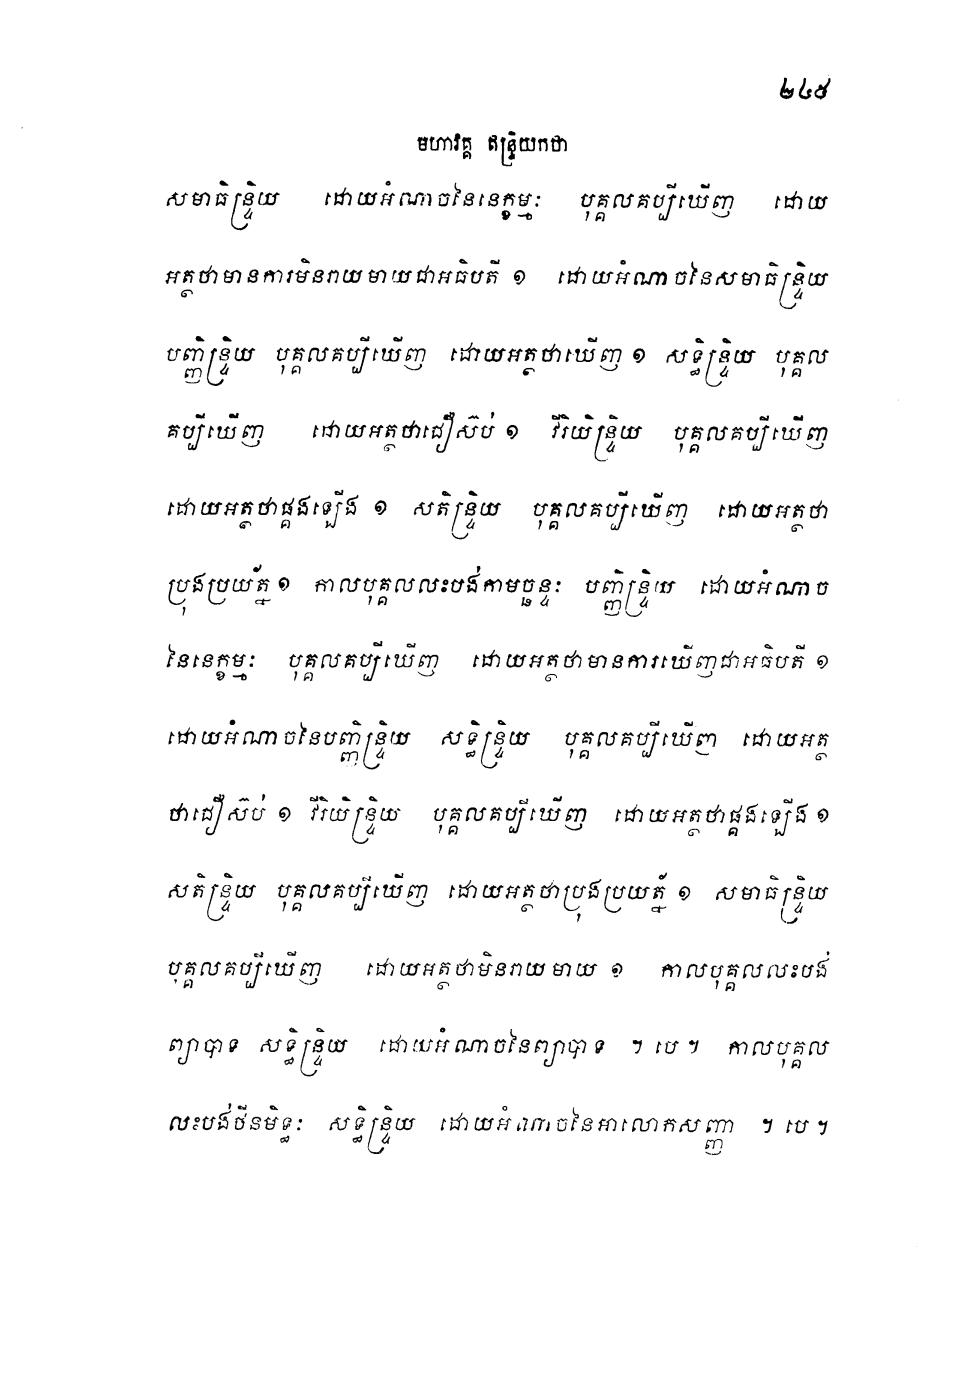 ២៤៥
មហាវគ្គ ឥន្ទ្រិយកថា
សមាធិន្ទ្រិយ ដោយអំណាចនៃនេក្ខម្មៈ បុគ្គលគប្បីឃើញ ដោយ
អត្ថថាមានការមិនរាយមាយជាអធិបតី ១ ដោយអំណាចនៃសមាធិន្ទ្រិយ
បញ្ញិន្ទ្រិយ បុគ្គលគប្បីឃើញ ដោយអត្ថថាឃើញ ១ សទ្ធិន្ទ្រិយ បុគ្គល
គប្បីឃើញ ដោយអត្ថថាជឿស៊ប់ ១ វីរិយិន្ទ្រិយ បុគ្គលគប្បីឃើញ
ដោយអត្ថថាផ្គងឡើង ១ សតិន្ទ្រិយ បុគ្គលគប្បីឃើញ ដោយអត្ថថា
ប្រុងប្រយ័ត្ន ១ កាលបុគ្គលលះបង់កាមច្ឆន្ទៈ បញ្ញិន្ទ្រិយ ដោយអំណាច
នៃនេក្ខម្មៈ បុគ្គលគប្បីឃើញ ដោយអត្ថថាមានការឃើញជាអធិបតី ១
ដោយអំណាចនៃបញ្ញិន្ទ្រិយ សទ្ធិន្ទ្រិយ បុគ្គលគប្បីឃើញ ដោយអត្ថ
ថាជឿស៊ប់ ១ វីរិយិន្ទ្រិយ បុគ្គលគប្បីឃើញ ដោយអត្ថថាផ្គងឡើង ១
សតិន្ទ្រិយ បុគ្គលគប្បីឃើញ ដោយអត្ថថាប្រុងប្រយត្ន័ ១ សមាធិន្ទ្រិយ
បុគ្គលគប្បីឃើញ ដោយអត្ថថាមិនរាយមាយ ១ កាលបុគ្គលលះបង់
ព្យាបាទ សទ្ធិន្ទ្រិយ ដោយអំណាចនៃព្យាបាទ ។ បេ ។ កាលបុគ្គល
លះបង់ថីនមិទ្ធៈ សទ្ធិន្ទ្រិយ ដោយអំណាចនៃអាលោកសញ្ញា ។ បេ ។